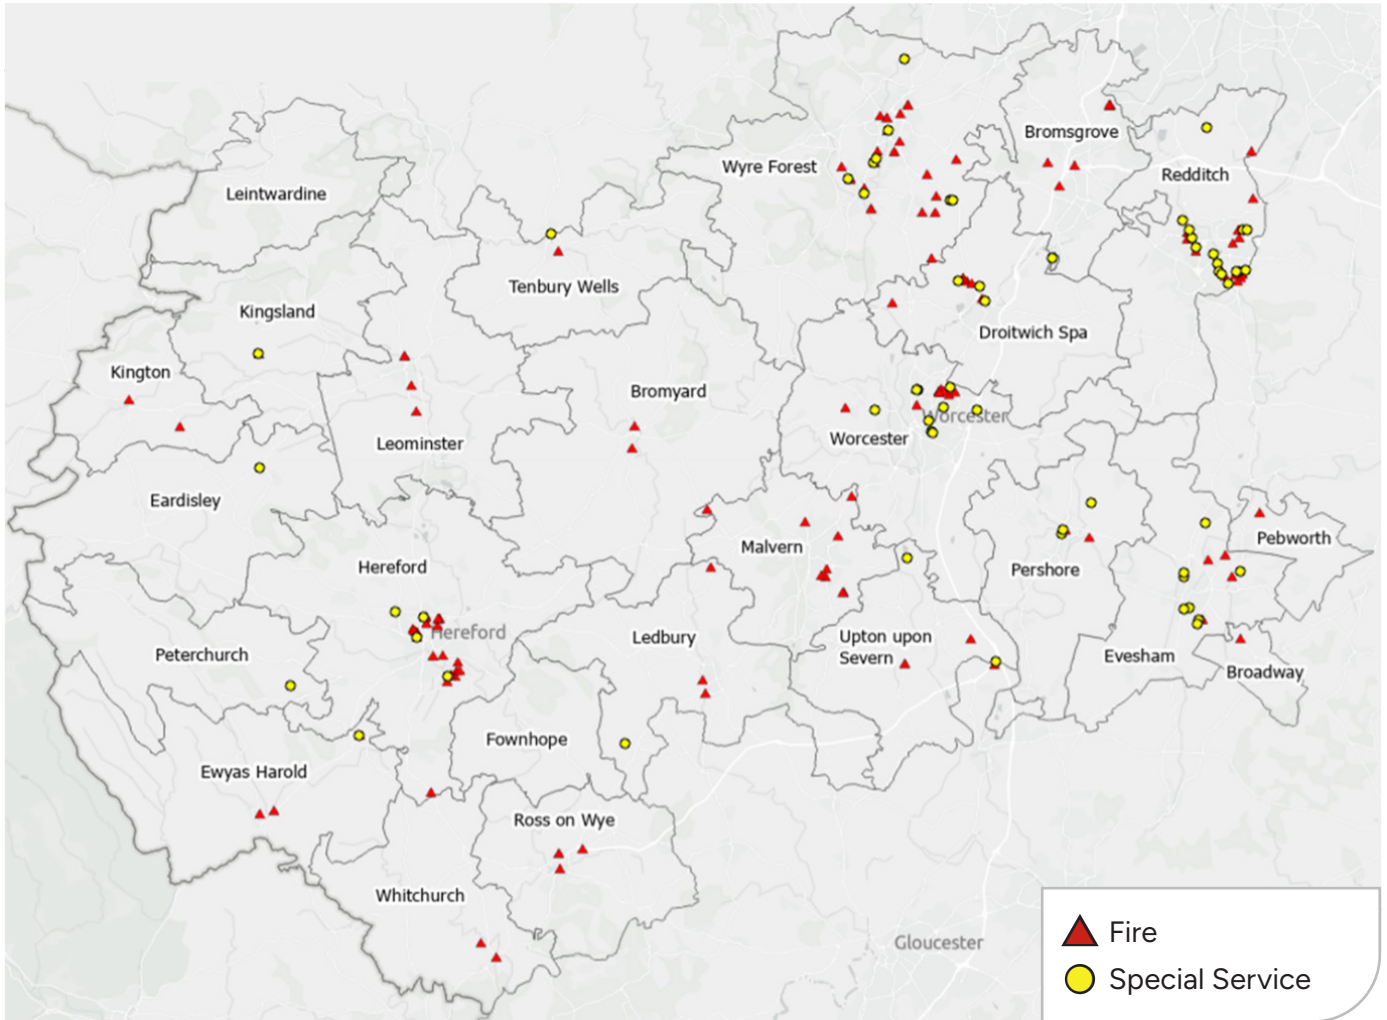 Bromsgrove
Wyre Forest
Redditch
Leintwardine
Tenbury Wells
Kingsland
Droitwich Spa
Kington
Bromyard
Worcester
Leominster
Worcester
Eardisley
Pebworth
Malvern
Hereford
Pershore
Hereford
Ledbury
Upton upon
Severn
Peterchurch
Evesham
Broadway
Fownhope
Ewyas Harold
Ross on Wye
Whitchurch
Gloucester
Fire
Special Service